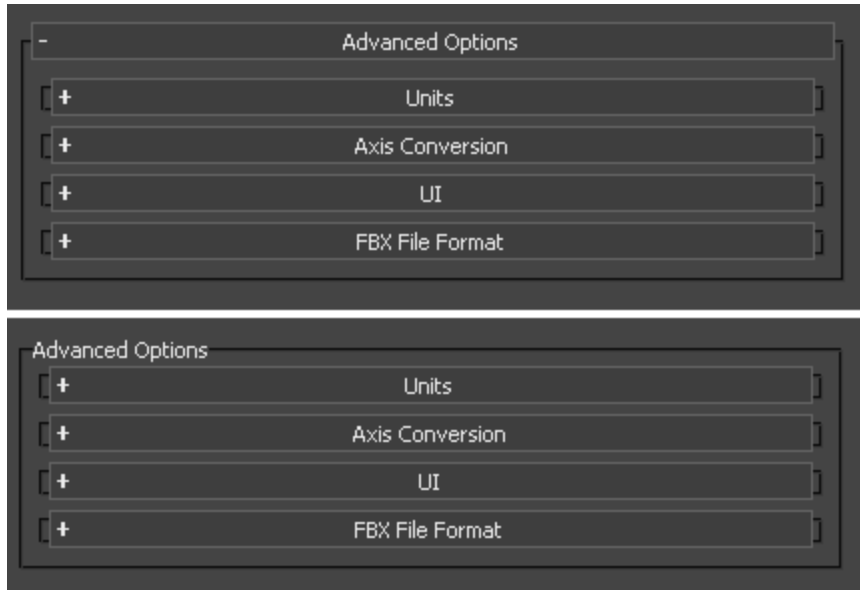 - Advanced Options
+ Units
+ Axis Conversion
+ UI
+ FBX File Format
Advanced Options
+ Units
+ Axis Conversion
+ UI
+ FBX File Format